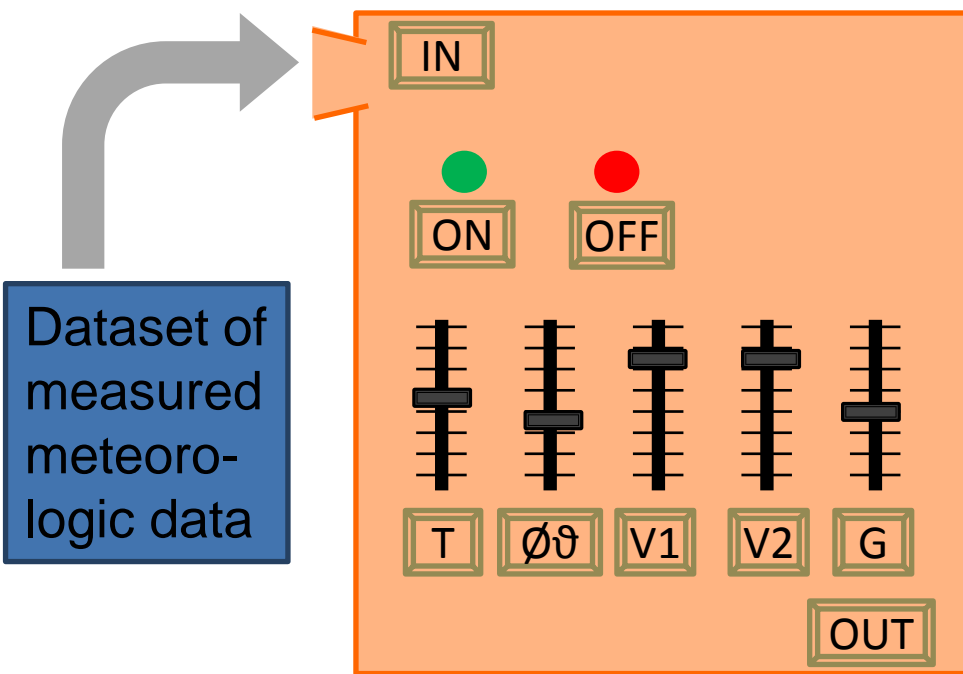 IN
ON OFF
Dataset of
measured
meteoro-
logic data
T Øϑ V1 V2 G
OUT